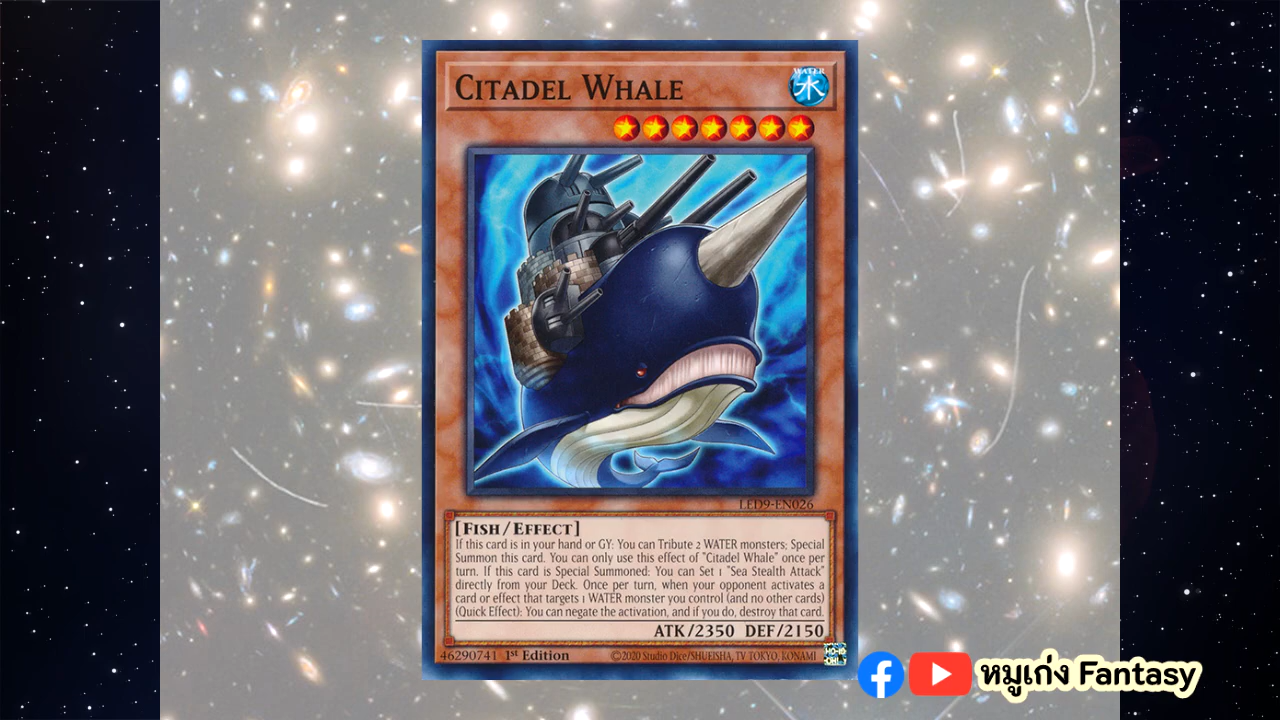 CITADEL WHALE
WATER
水
LED9-EN026
[FISH/EFFECT]
If this card is in your hand or GY: You can Tribute 2 WATER monsters; Special
Summon this card. You can only use this effect of "Citadel Whale" once per
turn. If this card is Special Summoned: You can Set 1 "Sea Stealth Attack"
directly from your Deck. Once per turn, when your opponent activates a
card or effect that targets 1 WATER monster you control (and no other cards)
(Quick Effect): You can negate the activation, and if you do, destroy that card.
ATK/2350 DEF/2150
46290741 1st Edition ©2020 Studio Dice/SHUEISHA, TV TOKYO, KONAMI
หมูเก่ง Fantasy